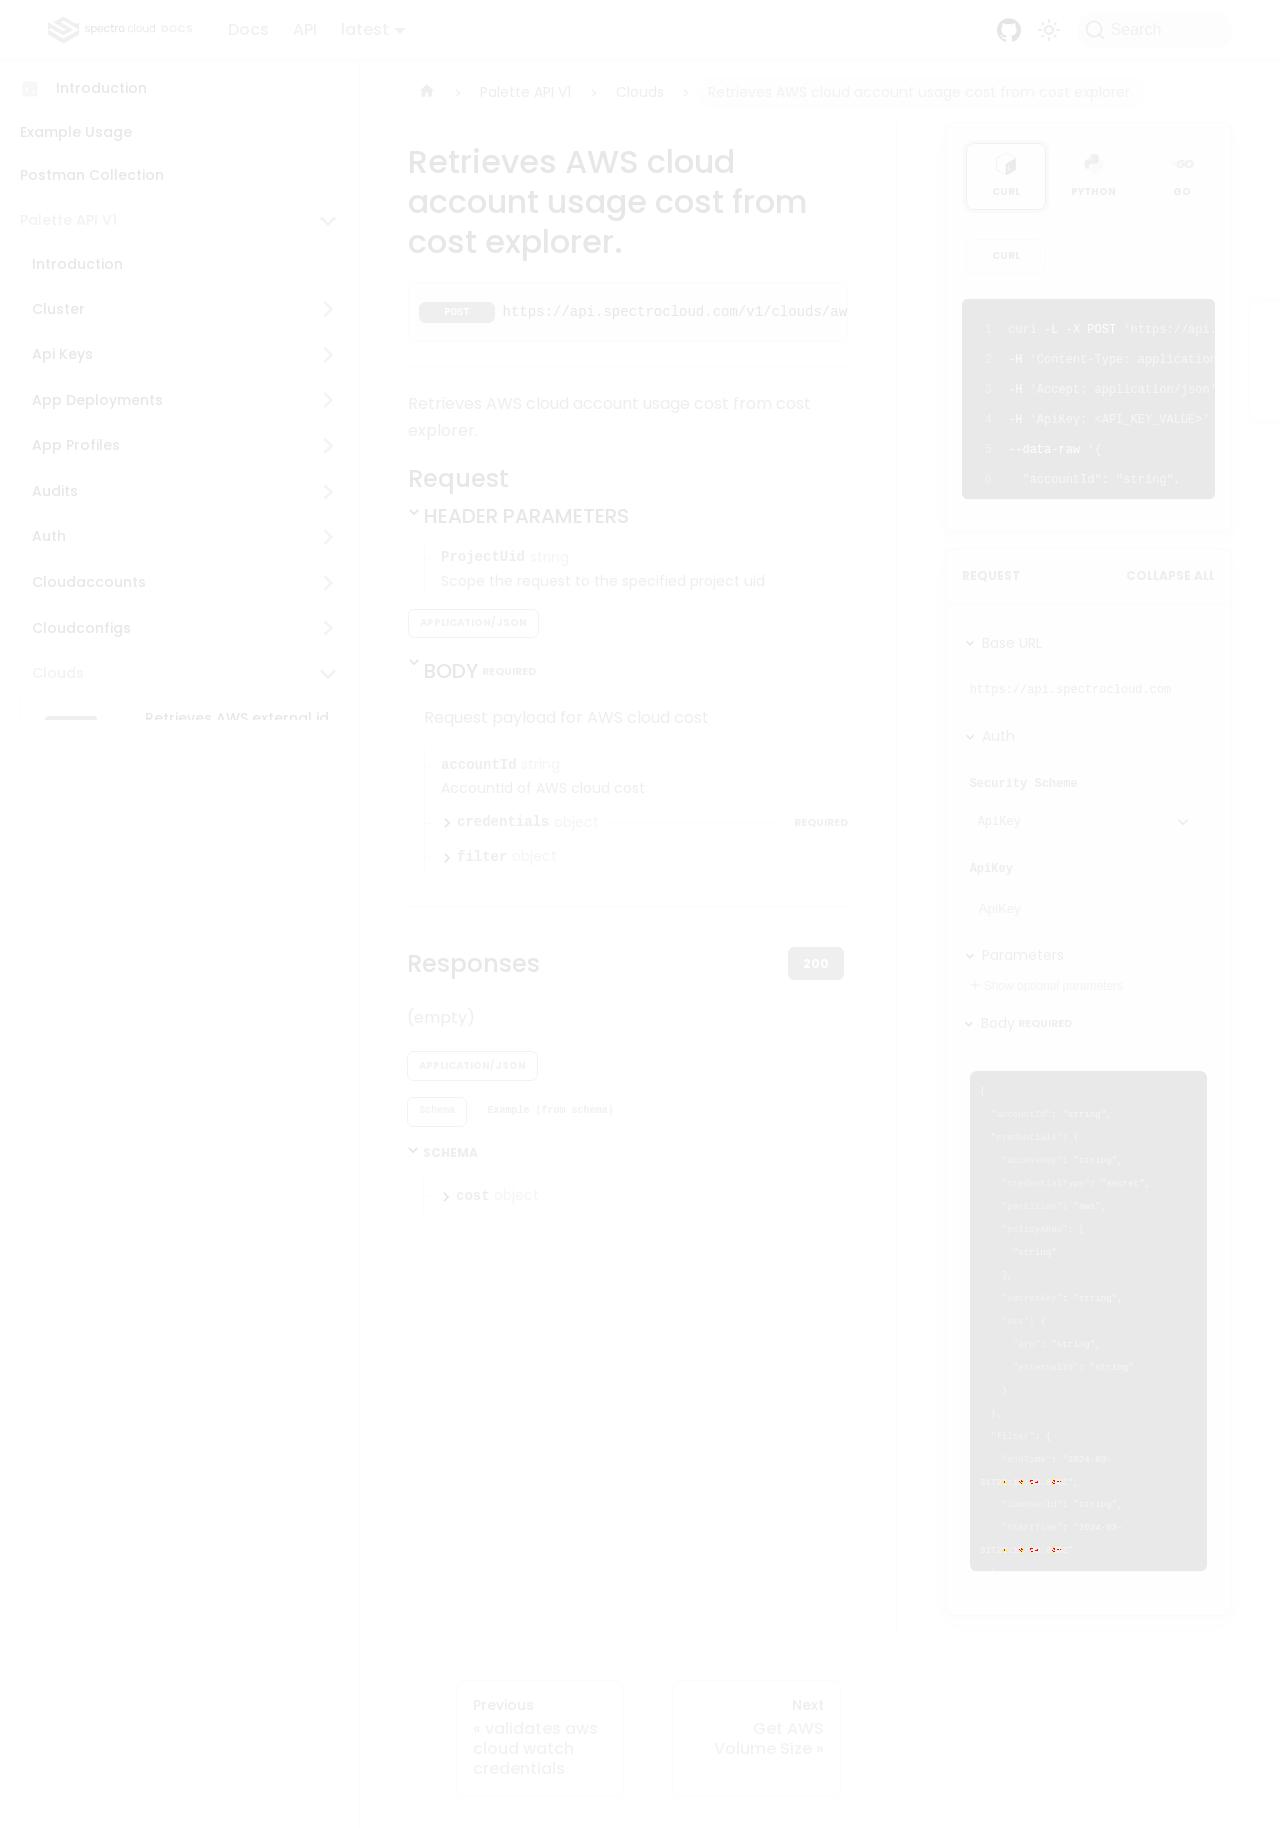 spectro cloud DOCS
Docs
API
latest
Search
Introduction
Example Usage
Postman Collection
Palette API V1
Introduction
Cluster
Api Keys
App Deployments
App Profiles
Audits
Auth
Cloudaccounts
Cloudconfigs
Clouds
Retrieves AWS external id
Palette API V1
Clouds
Retrieves AWS cloud account usage cost from cost explorer.
Retrieves AWS cloud
account usage cost from
cost explorer.
POST
https://api.spectrocloud.com/v1/clouds/aw
Retrieves AWS cloud account usage cost from cost
explorer.
Request
HEADER PARAMETERS
ProjectUid string
Scope the request to the specified project uid
APPLICATION/JSON
BODY REQUIRED
Request payload for AWS cloud cost
accountId string
AccountId of AWS cloud cost
credentials object REQUIRED
filter object
Responses
200
(empty)
APPLICATION/JSON
Schema
Example (from schema)
SCHEMA
cost object
CURL
PYTHON
GO
CURL
1 curl -L -X POST 'https://api.
2 -H 'Content-Type: application
3 -H 'Accept: application/json'
4 -H 'ApiKey: <API_KEY_VALUE>'
5 --data-raw '{
6 "accountId": "string",
REQUEST
COLLAPSE ALL
Base URL
https://api.spectrocloud.com
Auth
Security Scheme
ApiKey
ApiKey
ApiKey
Parameters
+ Show optional parameters
Body REQUIRED
{
"accountId": "string",
"credentials": {
"accessKey": "string",
"credentialType": "secret",
"partition": "aws",
"policyARNs": [
"string"
],
"secretKey": "string",
"sts": {
"arn": "string",
"externalId": "string"
}
},
"filter": {
"endTime": "2024-03-
"string",
"startTime": "2024-03-
Previous
« validates aws
cloud watch
credentials
Next
Get AWS
Volume Size »